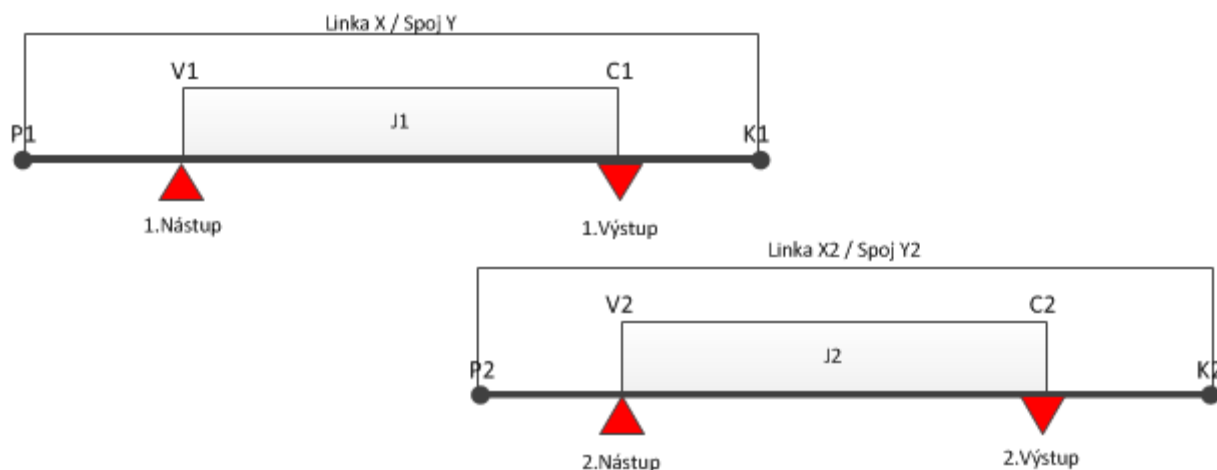 Linka X / Spoj Y
V1
C1
J1
P1
K1
1.Nástup
1.Výstup
Linka X2 / Spoj Y2
V2
C2
J2
P2
K2
2.Nástup
2.Výstup